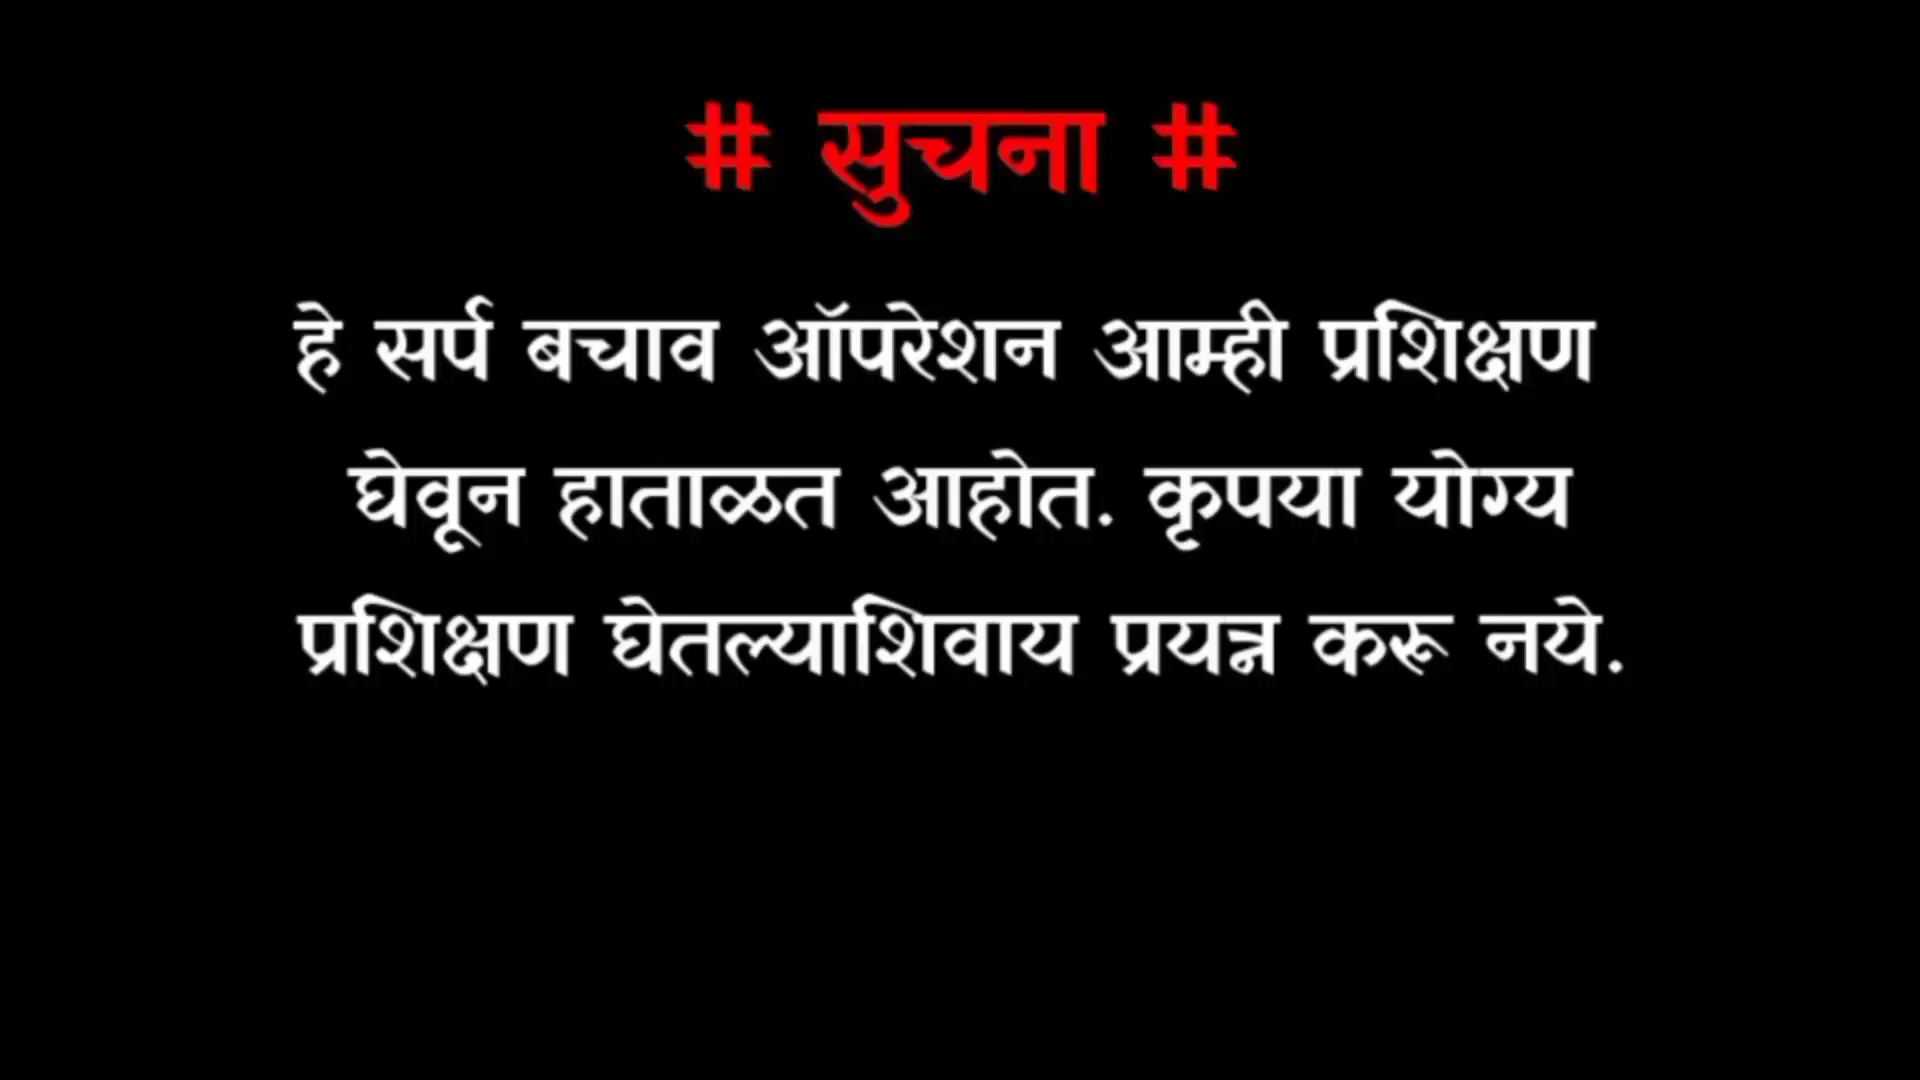 # सुचना #
हे सर्प बचाव ऑपरेशन आम्ही प्रशिक्षण
घेवून हाताळत आहोत. कृपया योग्य
प्रशिक्षण घेतल्याशिवाय प्रयत्न करू नये.